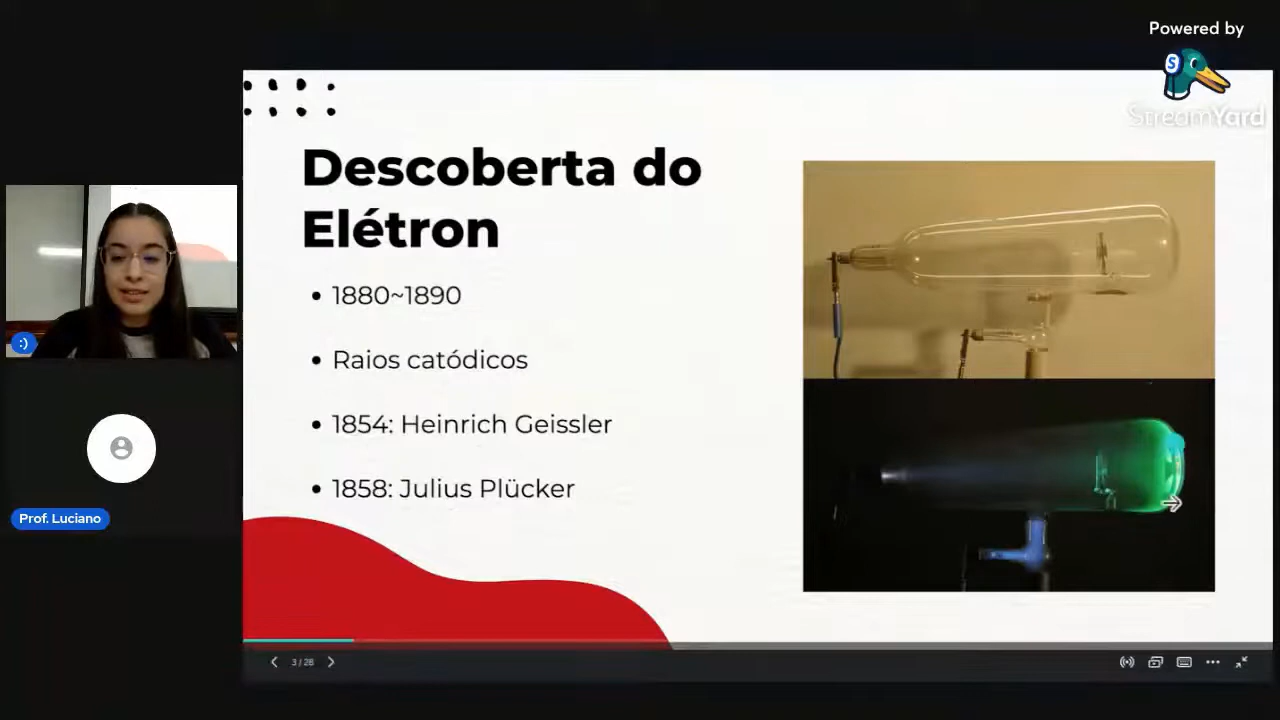 Powered by
S
StreamYard
Descoberta do
Elétron
• 1880~1890
• Raios catódicos
• 1854: Heinrich Geissler
• 1858: Julius Plücker
:)
Prof. Luciano
3 / 28